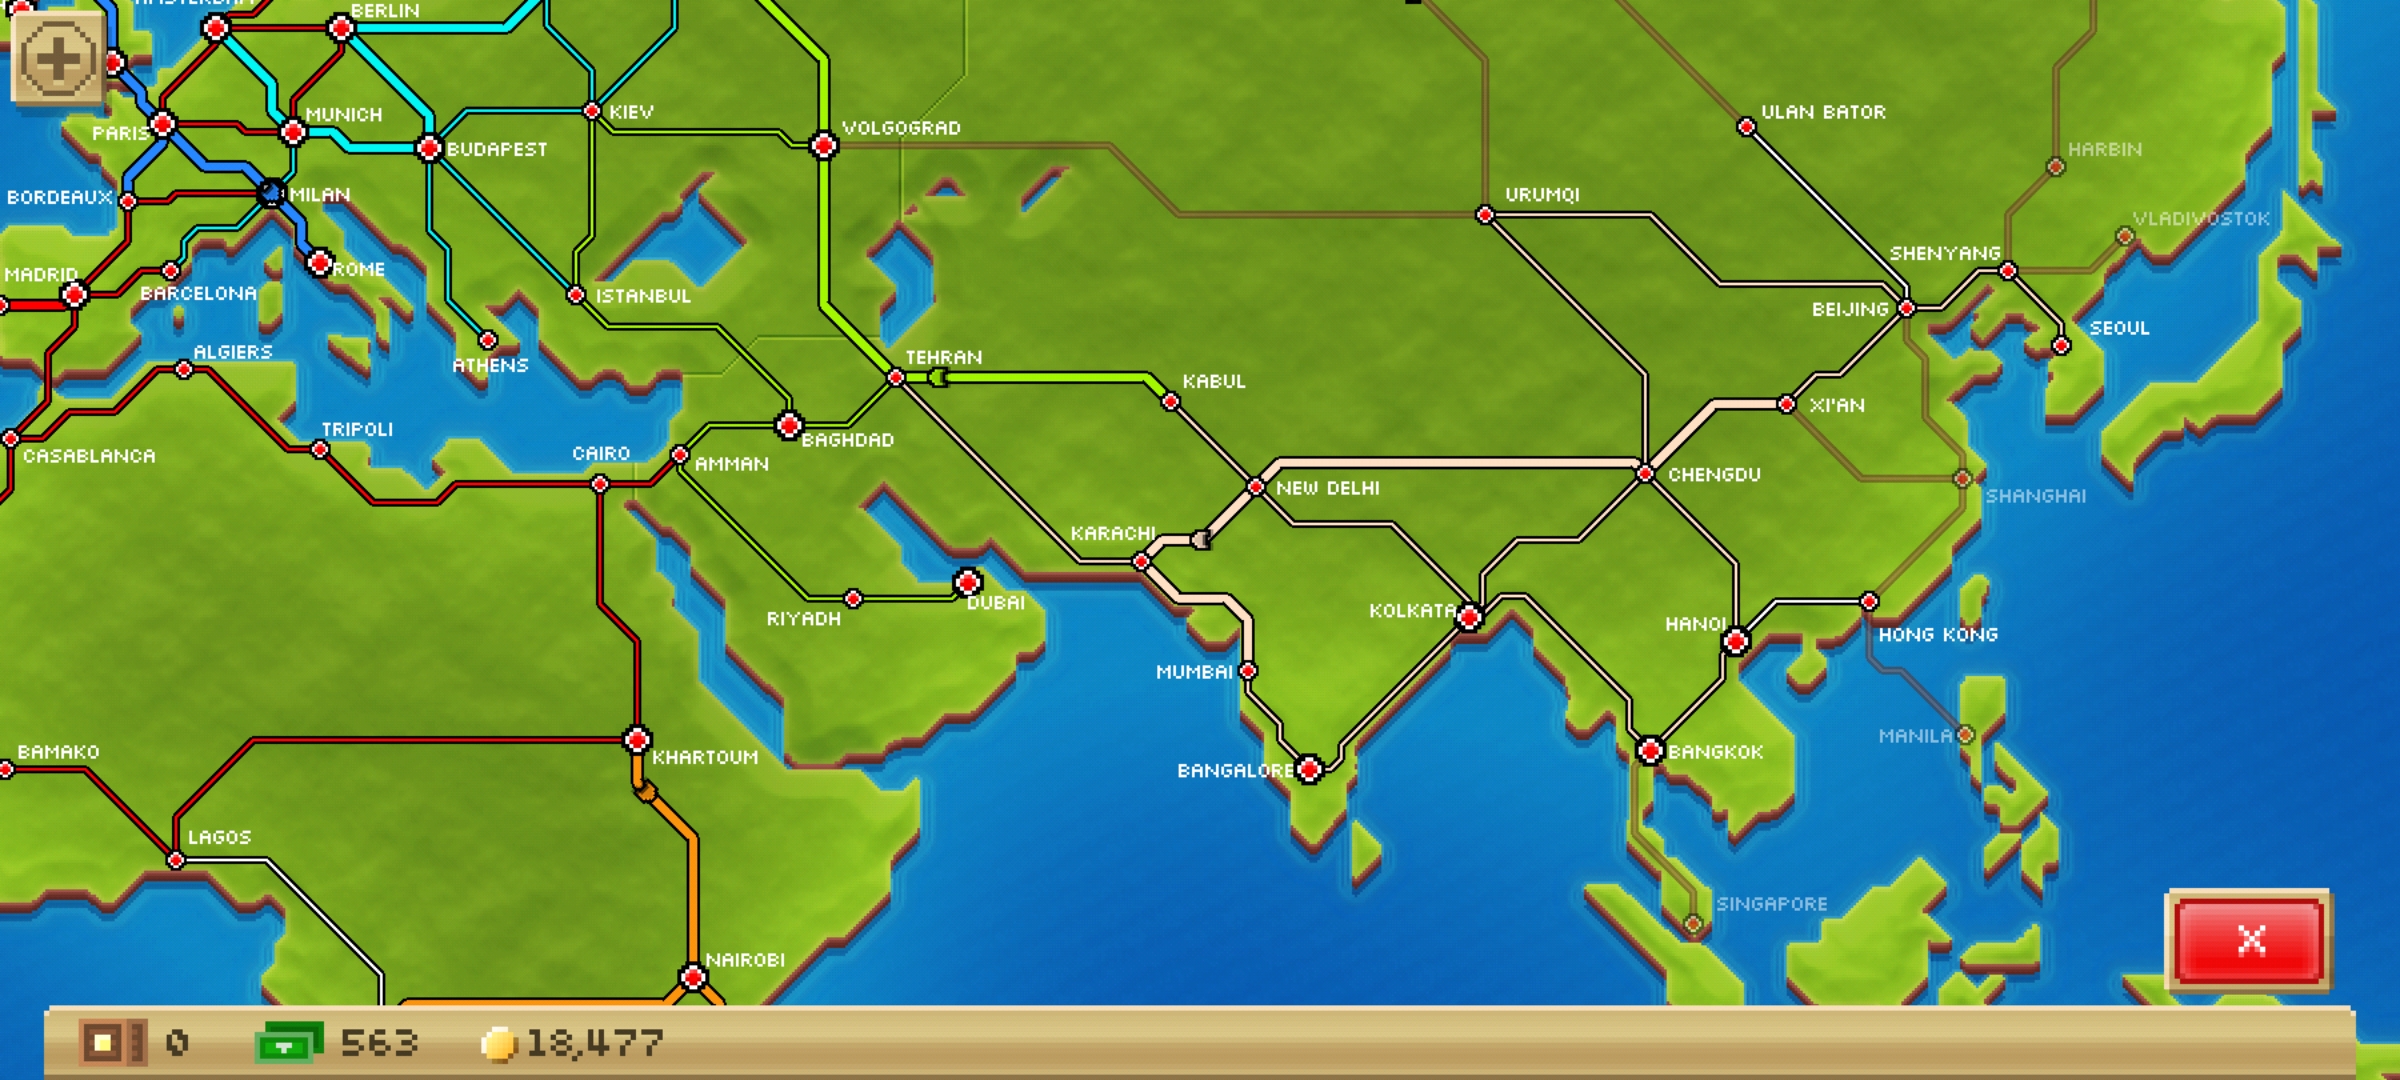 BERLIN
MUNICH
KIEV
ULAN BATOR
PARIS
BUDAPEST
VOLGOGRAD
HARBIN
BORDEAUX
MILAN
URUMQI
VLADIVOSTOK
SHENYANG
MADRID
ROME
BARCELONA
ISTANBUL
BEIJING
SEOUL
ALGIERS
ATHENS
TEHRAN
KABUL
XI'AN
TRIPOLI
BAGHDAD
CASABLANCA
CAIRO
AMMAN
NEW DELHI
CHENGDU
SHANGHAI
KARACHI
RIYADH
DUBAI
KOLKATA
HANOI
HONG KONG
MUMBAI
MANILA
BAMAKO
KHARTOUM
BANGALORE
BANGKOK
LAGOS
SINGAPORE
NAIROBI
X
0 563 18,477